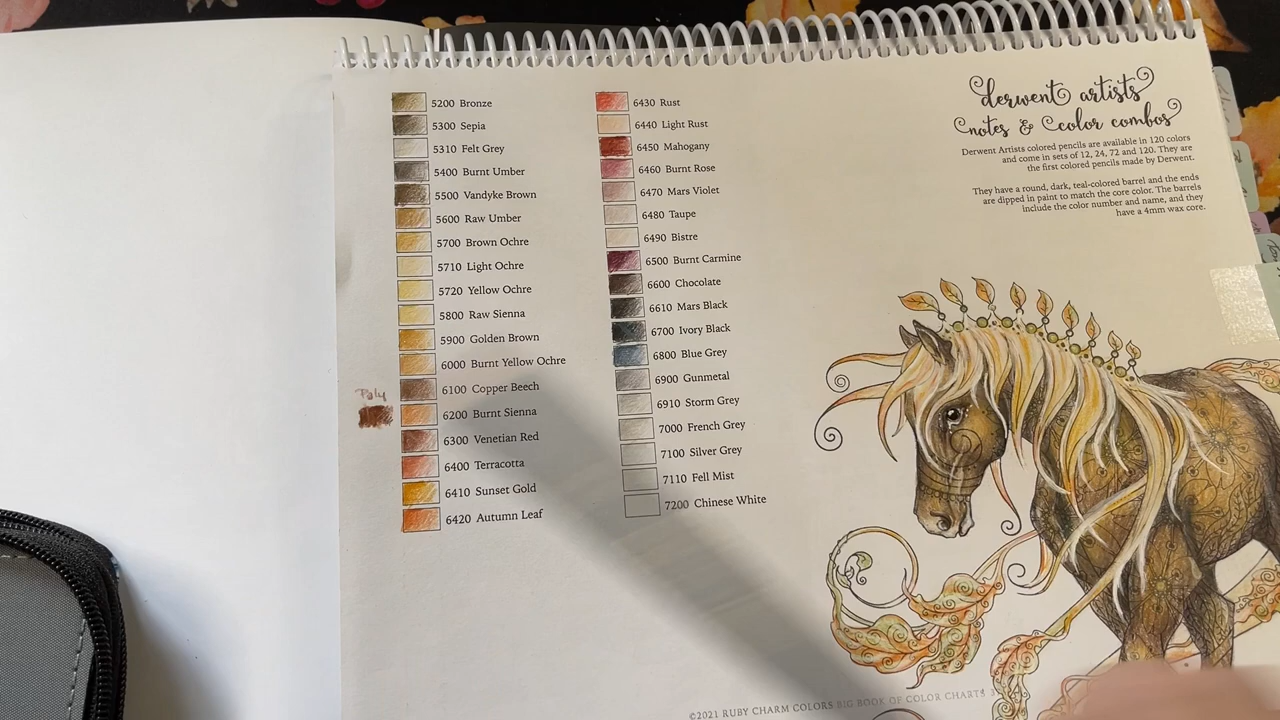 5200 Bronze
5300 Sepia
5310 Felt Grey
5400 Burnt Umber
5500 Vandyke Brown
5600 Raw Umber
5700 Brown Ochre
5710 Light Ochre
5720 Yellow Ochre
5800 Raw Sienna
5900 Golden Brown
6000 Burnt Yellow Ochre
6100 Copper Beech
Poly
6200 Burnt Sienna
6300 Venetian Red
6400 Terracotta
6410 Sunset Gold
6420 Autumn Leaf
6430 Rust
6440 Light Rust
6450 Mahogany
6460 Burnt Rose
6470 Mars Violet
6480 Taupe
6490 Bistre
6500 Burnt Carmine
6600 Chocolate
6610 Mars Black
6700 Ivory Black
6800 Blue Grey
6900 Gunmetal
6910 Storm Grey
7000 French Grey
7100 Silver Grey
7110 Fell Mist
7200 Chinese White
derwent artists
notes & color combos
Derwent Artists colored pencils are available in 120 colors
and come in sets of 12, 24, 72 and 120. They are
the first colored pencils made by Derwent.
They have a round, dark, teal-colored barrel and the ends
are dipped in paint to match the core color. The barrels
include the color number and name, and they
have a 4mm wax core.
©2021 RUBY CHARM COLORS BIG BOOK OF COLOR CHARTS